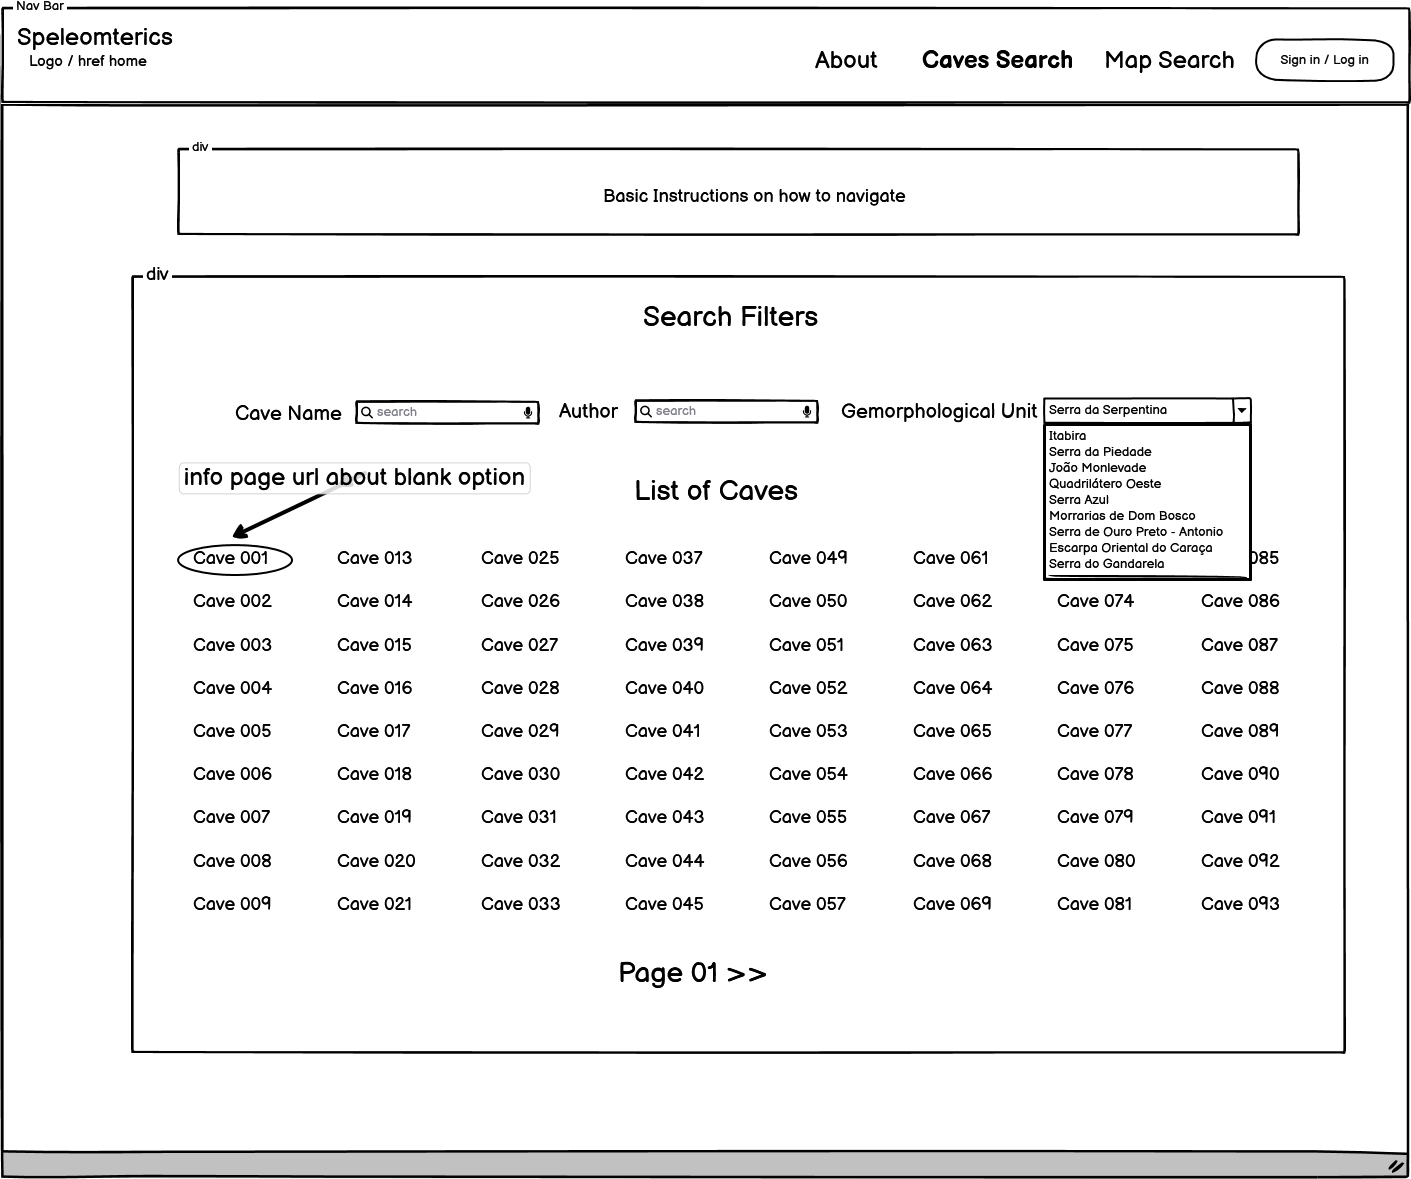 Nav Bar
Speleomterics
Logo / href home
About
Caves Search
Map Search
Sign in / Log in
div
Basic Instructions on how to navigate
div
Search Filters
Cave Name
search
Author
search
Gemorphological Unit
Serra da Serpentina
Itabira
Serra da Piedade
João Monlevade
Quadrilátero Oeste
Serra Azul
Morrarias de Dom Bosco
Serra de Ouro Preto - Antonio
Escarpa Oriental do Caraça
Serra do Gandarela
info page url about blank option
List of Caves
Cave 001 Cave 013 Cave 025 Cave 037 Cave 049 Cave 061 085
Cave 002 Cave 014 Cave 026 Cave 038 Cave 050 Cave 062 Cave 074 Cave 086
Cave 003 Cave 015 Cave 027 Cave 039 Cave 051 Cave 063 Cave 075 Cave 087
Cave 004 Cave 016 Cave 028 Cave 040 Cave 052 Cave 064 Cave 076 Cave 088
Cave 005 Cave 017 Cave 029 Cave 041 Cave 053 Cave 065 Cave 077 Cave 089
Cave 006 Cave 018 Cave 030 Cave 042 Cave 054 Cave 066 Cave 078 Cave 090
Cave 007 Cave 019 Cave 031 Cave 043 Cave 055 Cave 067 Cave 079 Cave 091
Cave 008 Cave 020 Cave 032 Cave 044 Cave 056 Cave 068 Cave 080 Cave 092
Cave 009 Cave 021 Cave 033 Cave 045 Cave 057 Cave 069 Cave 081 Cave 093
Page 01 >>